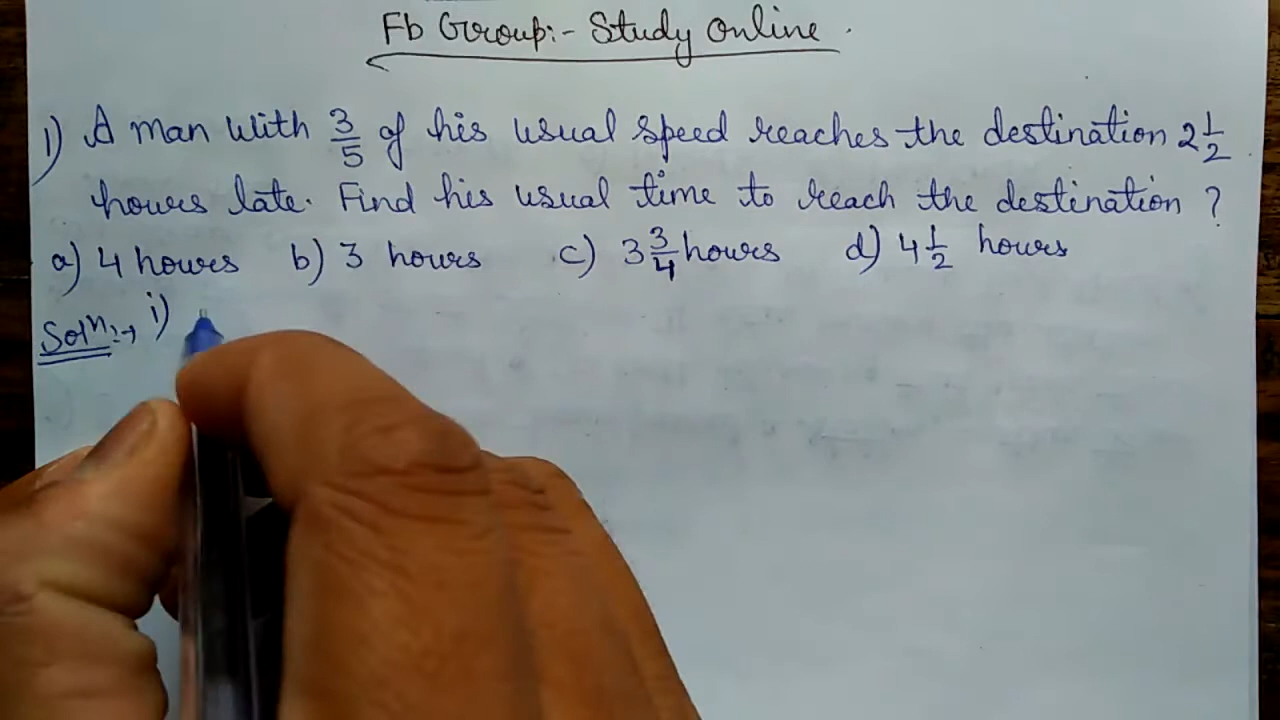 Fb Group:- Study Online.
1) A man with 3/5 of his usual speed reaches the destination 2 1/2
hours late. Find his usual time to reach the destination ?
a) 4 hours b) 3 hours c) 3 3/4 hours d) 4 1/2 hours
Solⁿ:→ i)